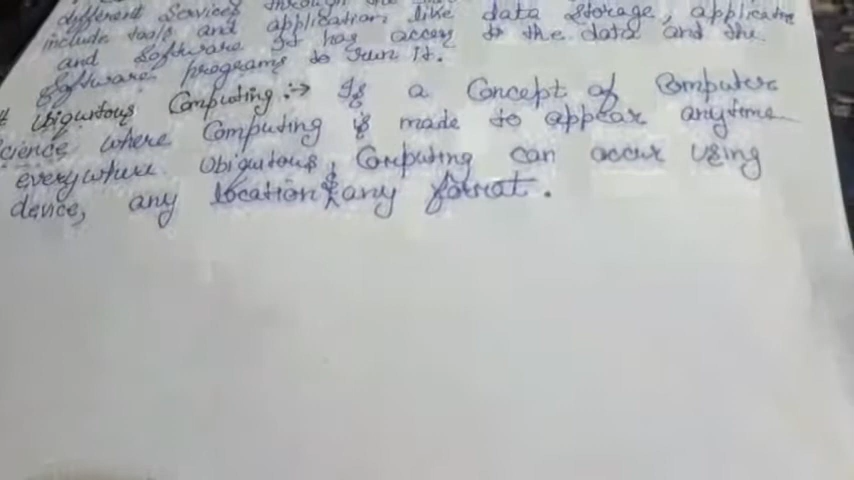 different Services through the
include tools and application like data storage, applicatin
and Software It has access to the data and the
Software programs to run it.
# Ubiquitous Computing :→ Is a Concept of Computer
cience where Computing is made to appear anytime
everywhere. Ubiquitous, Computing can occur using
device, any location & any format.